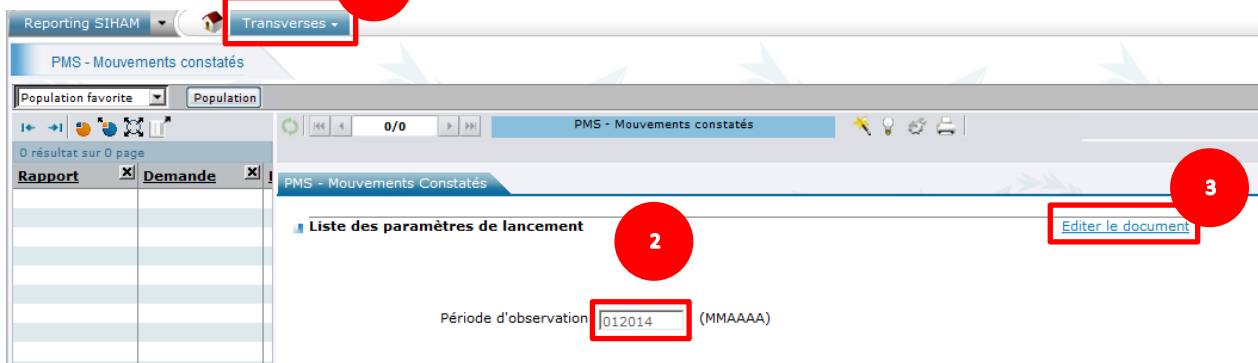 Reporting SIHAM Transverses
PMS - Mouvements constatés
Population favorite Population
0/0 PMS - Mouvements constatés
0 résultat sur 0 page
Rapport Demande
PMS - Mouvements Constatés
3
Liste des paramètres de lancement Editer le document
2
Période d'observation 012014 (MMAAAA)